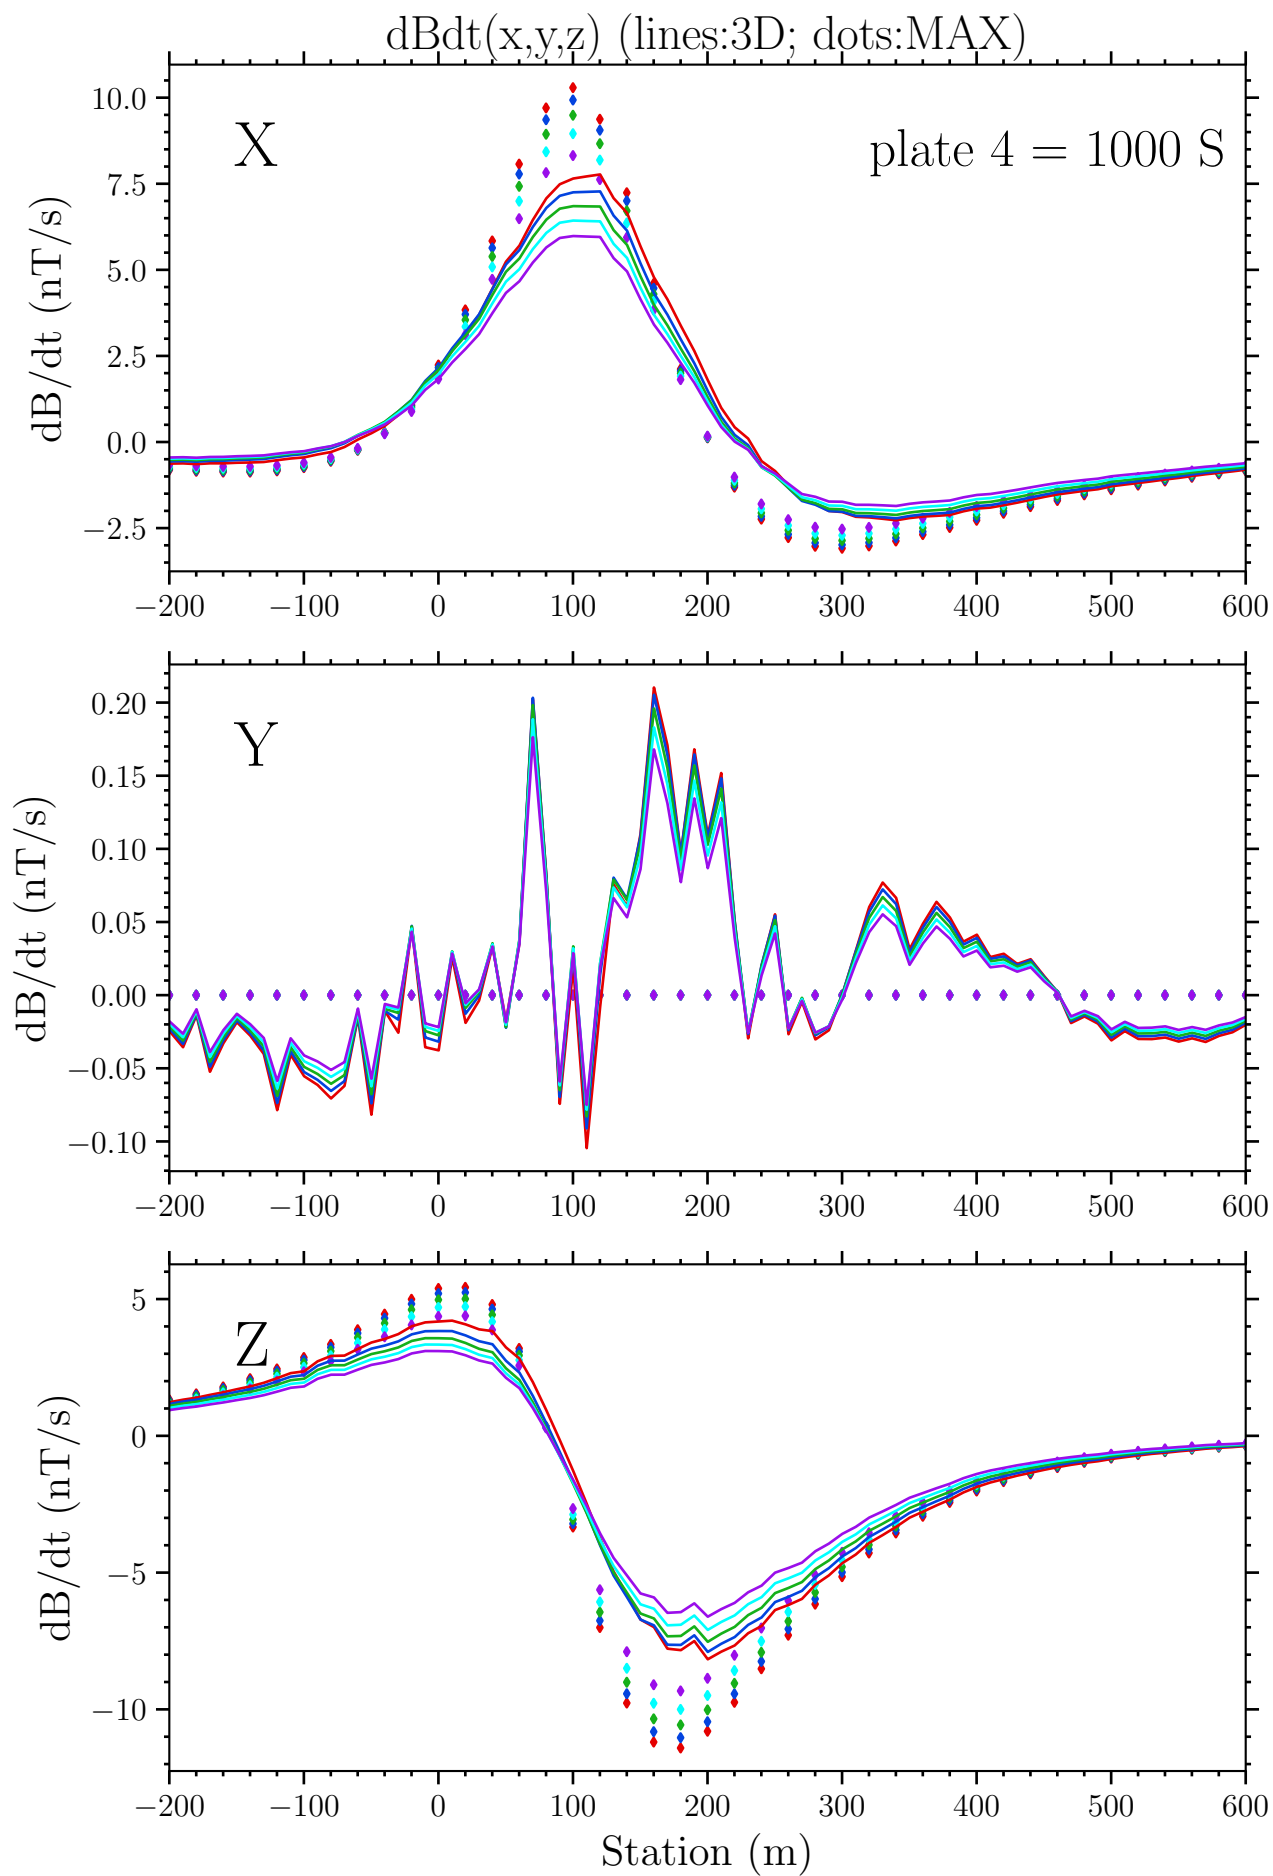 dBdt(x,y,z) (lines:3D; dots:MAX)
X
plate 4 = 1000 S
dB/dt (nT/s)
10.0
7.5
5.0
2.5
0.0
−2.5
−200 −100 0 100 200 300 400 500 600
Y
dB/dt (nT/s)
0.20
0.15
0.10
0.05
0.00
−0.05
−0.10
−200 −100 0 100 200 300 400 500 600
Z
dB/dt (nT/s)
5
0
−5
−10
−200 −100 0 100 200 300 400 500 600
Station (m)